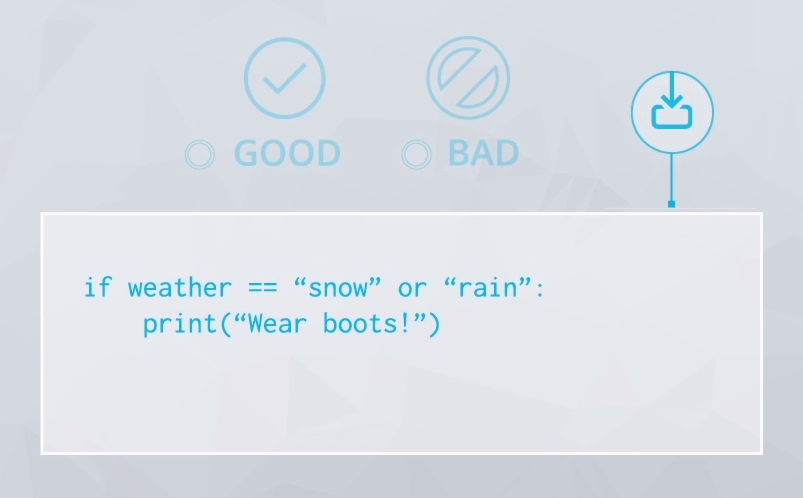 GOOD BAD
if weather == “snow” or “rain”:
    print(“Wear boots!”)